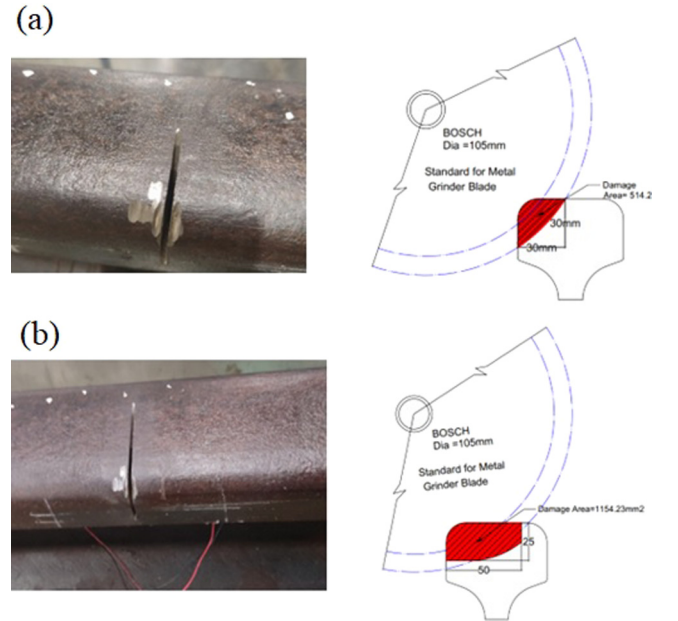 (a)
BOSCH
Dia =105mm
Standard for Metal
Grinder Blade
Damage
Area= 514.2
30mm
30mm
(b)
BOSCH
Dia =105mm
Standard for Metal
Grinder Blade
Damage Area=1154.23mm2
25
50